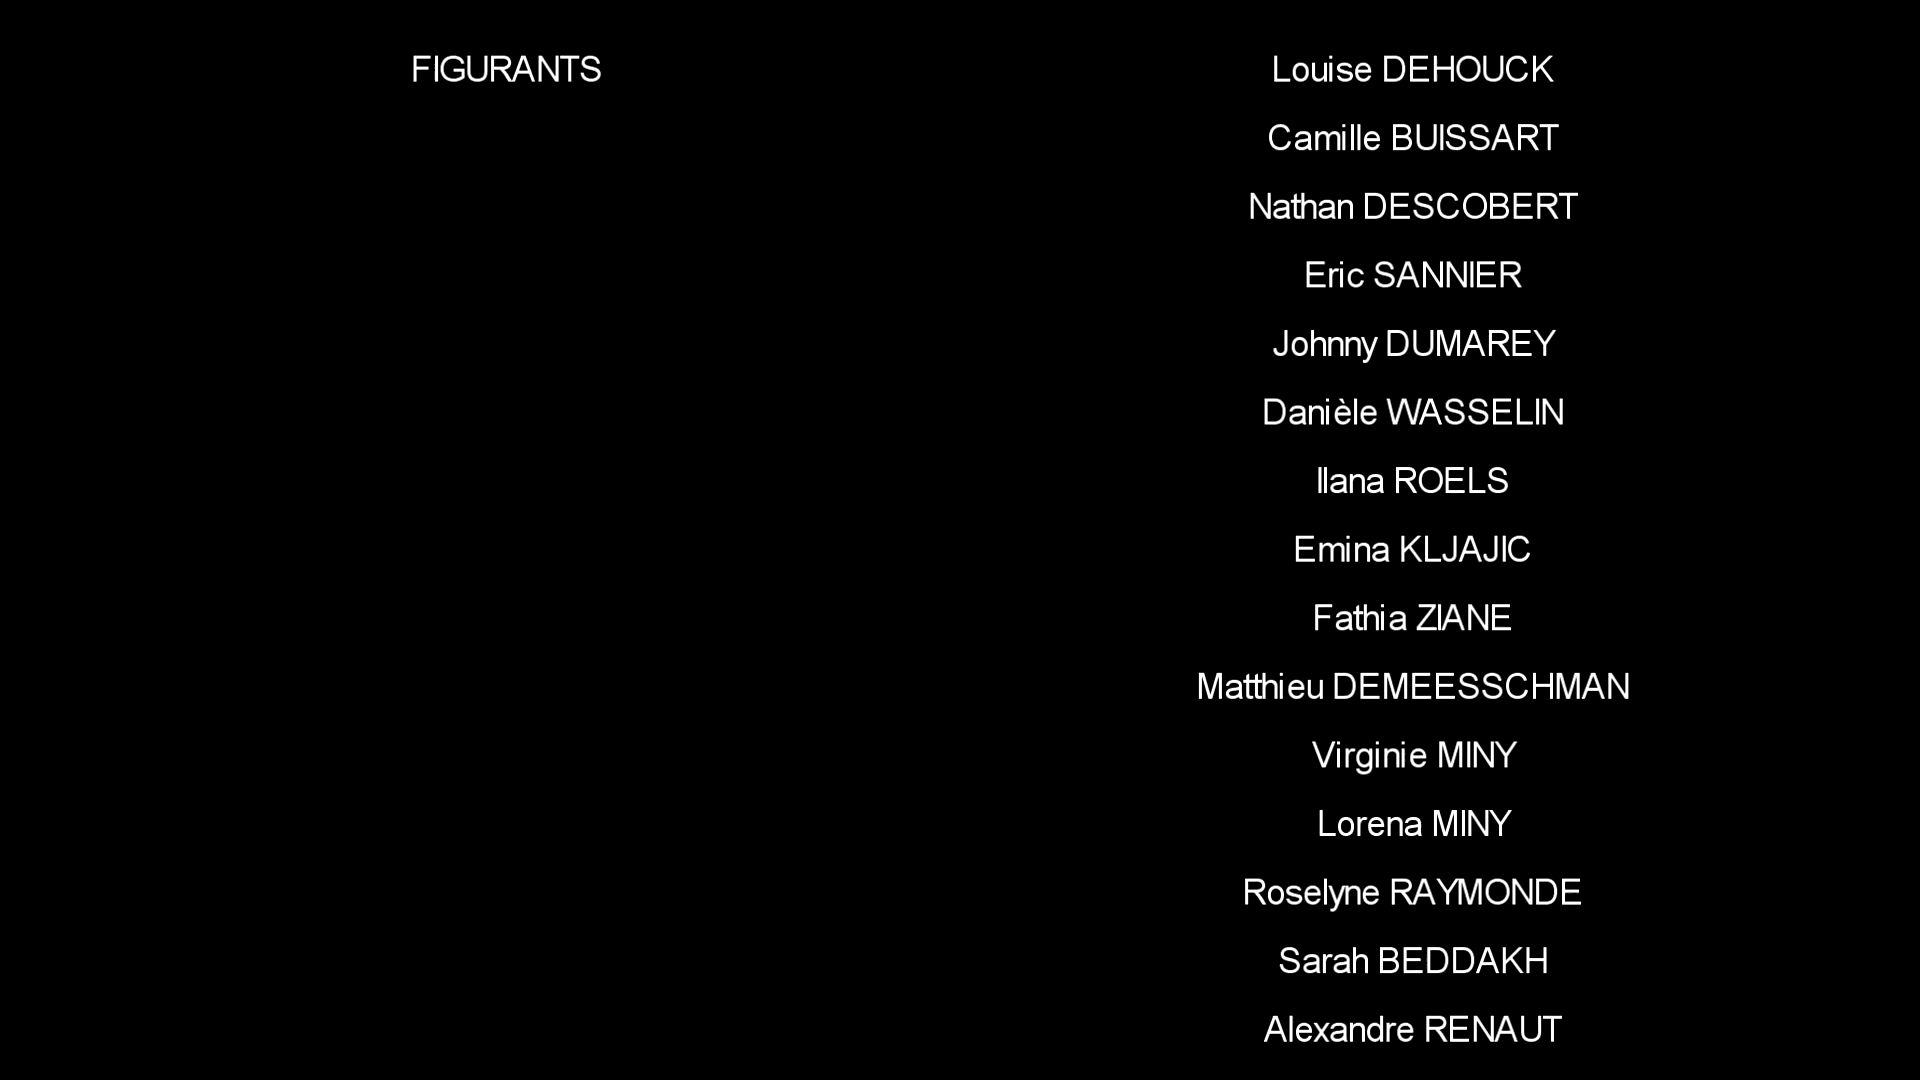 FIGURANTS
Louise DEHOUCK
Camille BUISSART
Nathan DESCOBERT
Eric SANNIER
Johnny DUMAREY
Danièle WASSELIN
Ilana ROELS
Emina KLJAJIC
Fathia ZIANE
Matthieu DEMEESSCHMAN
Virginie MINY
Lorena MINY
Roselyne RAYMONDE
Sarah BEDDAKH
Alexandre RENAUT